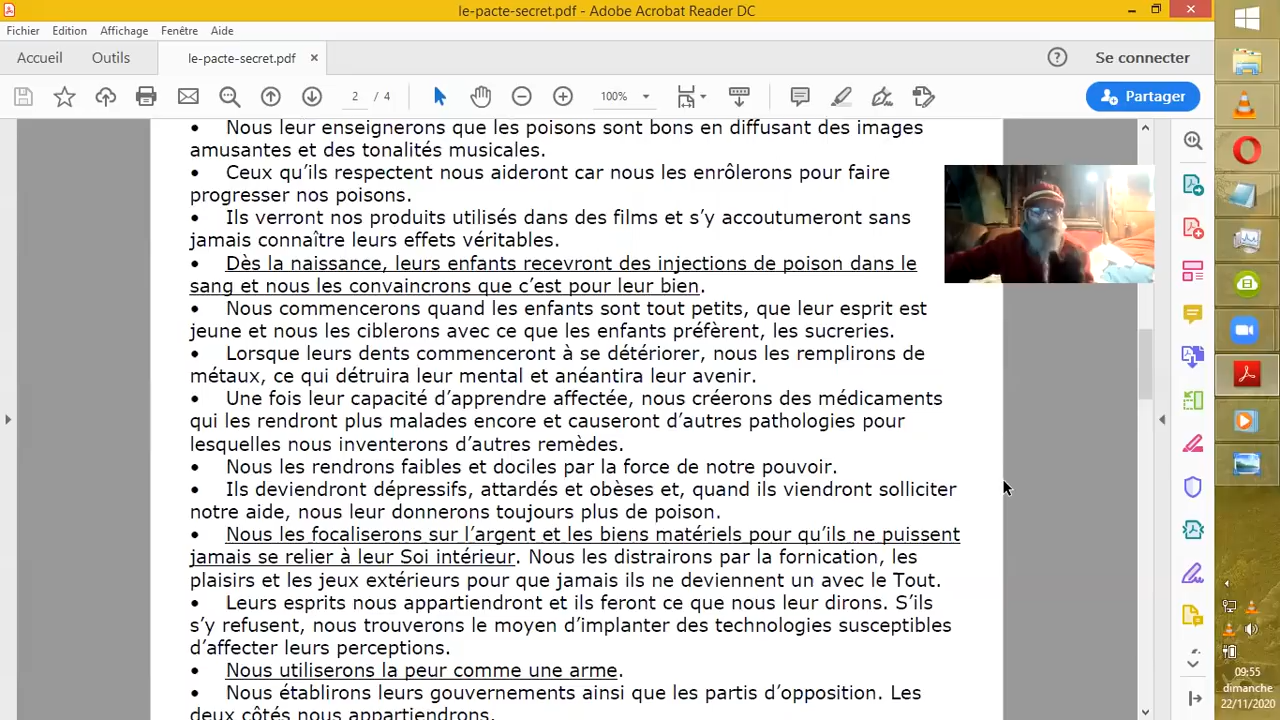 le-pacte-secret.pdf - Adobe Acrobat Reader DC
Fichier Edition Affichage Fenêtre Aide
Accueil Outils le-pacte-secret.pdf × Se connecter
2 / 4 100% Partager
• Nous leur enseignerons que les poisons sont bons en diffusant des images
amusantes et des tonalités musicales.
• Ceux qu’ils respectent nous aideront car nous les enrôlerons pour faire
progresser nos poisons.
• Ils verront nos produits utilisés dans des films et s’y accoutumeront sans
jamais connaître leurs effets véritables.
• Dès la naissance, leurs enfants recevront des injections de poison dans le
sang et nous les convaincrons que c’est pour leur bien.
• Nous commencerons quand les enfants sont tout petits, que leur esprit est
jeune et nous les ciblerons avec ce que les enfants préfèrent, les sucreries.
• Lorsque leurs dents commenceront à se détériorer, nous les remplirons de
métaux, ce qui détruira leur mental et anéantira leur avenir.
• Une fois leur capacité d’apprendre affectée, nous créerons des médicaments
qui les rendront plus malades encore et causeront d’autres pathologies pour
lesquelles nous inventerons d’autres remèdes.
• Nous les rendrons faibles et dociles par la force de notre pouvoir.
• Ils deviendront dépressifs, attardés et obèses et, quand ils viendront solliciter
notre aide, nous leur donnerons toujours plus de poison.
• Nous les focaliserons sur l’argent et les biens matériels pour qu’ils ne puissent
jamais se relier à leur Soi intérieur. Nous les distrairons par la fornication, les
plaisirs et les jeux extérieurs pour que jamais ils ne deviennent un avec le Tout.
• Leurs esprits nous appartiendront et ils feront ce que nous leur dirons. S’ils
s’y refusent, nous trouverons le moyen d’implanter des technologies susceptibles
d’affecter leurs perceptions.
• Nous utiliserons la peur comme une arme.
• Nous établirons leurs gouvernements ainsi que les partis d’opposition. Les
deux côtés nous appartiendrons.
09:55
dimanche
22/11/2020